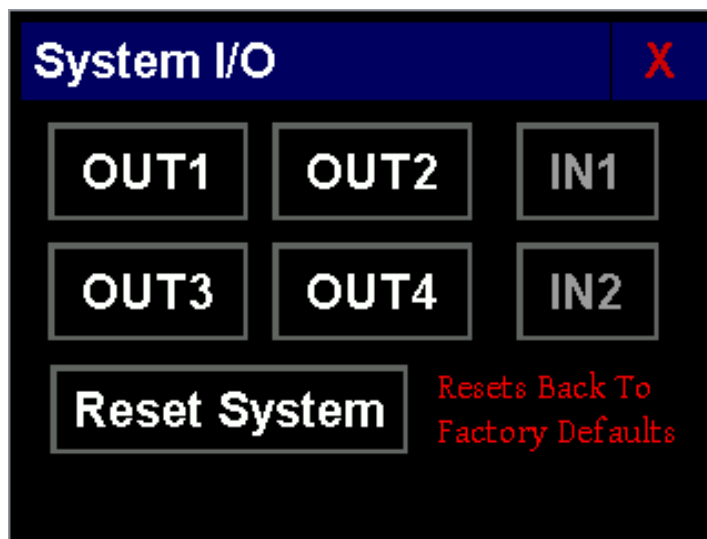 System I/O X
OUT1 OUT2 IN1
OUT3 OUT4 IN2
Reset System
Resets Back To
Factory Defaults